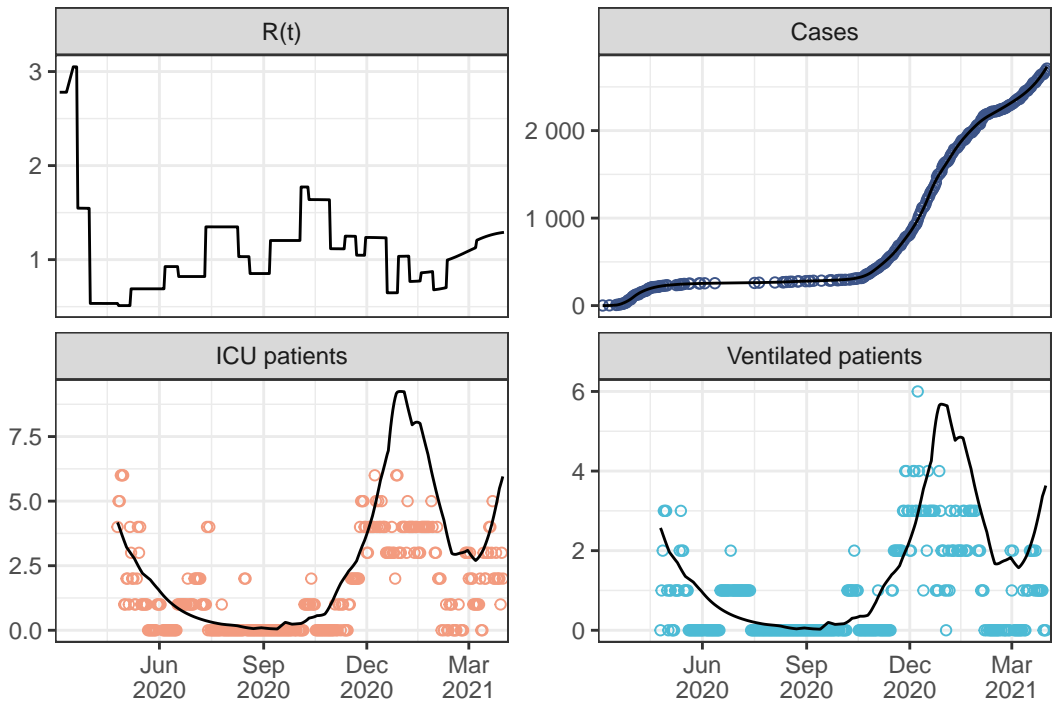 R(t)
Cases
3
2
1
2 000
1 000
0
ICU patients
Ventilated patients
7.5
5.0
2.5
0.0
6
4
2
0
Jun Sep Dec Mar
2020 2020 2020 2021
Jun Sep Dec Mar
2020 2020 2020 2021